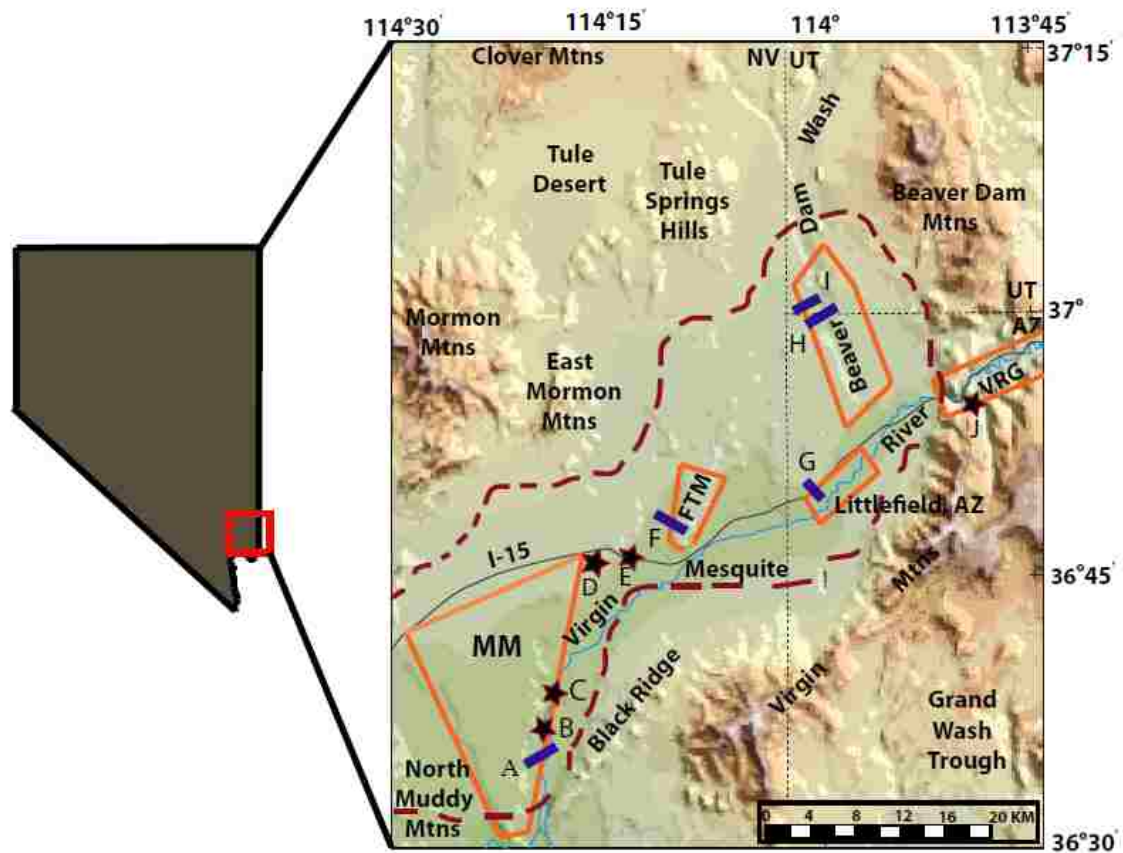 114°30'
114°15'
114°
113°45'
37°15'
Clover Mtns
NV
UT
Wash
Tule
Desert
Tule
Springs
Hills
Dam
Beaver Dam
Mtns
I
UT
37°
AZ
Mormon
Mtns
H
Beaver
East
Mormon
Mtns
VRG
J
River
G
FTM
Littlefield, AZ
F
I-15
D
E
Mesquite
36°45'
Mtns
Virgin
MM
C
B
Black Ridge
Virgin
Grand
Wash
Trough
A
North
Muddy
Mtns
0 4 8 12 16 20 KM
36°30'